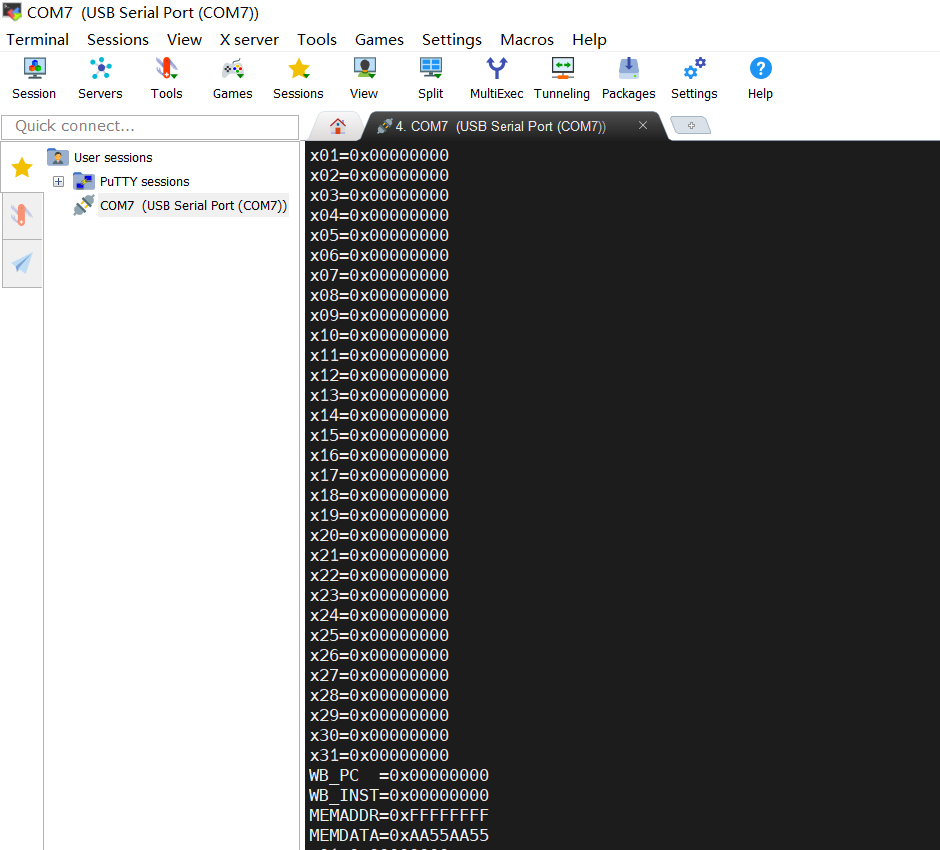 COM7 (USB Serial Port (COM7))
Terminal Sessions View X server Tools Games Settings Macros Help
Session Servers Tools Games Sessions View Split MultiExec Tunneling Packages Settings Help
Quick connect...
4. COM7 (USB Serial Port (COM7))
User sessions
PuTTY sessions
COM7 (USB Serial Port (COM7))
x01=0x00000000
x02=0x00000000
x03=0x00000000
x04=0x00000000
x05=0x00000000
x06=0x00000000
x07=0x00000000
x08=0x00000000
x09=0x00000000
x10=0x00000000
x11=0x00000000
x12=0x00000000
x13=0x00000000
x14=0x00000000
x15=0x00000000
x16=0x00000000
x17=0x00000000
x18=0x00000000
x19=0x00000000
x20=0x00000000
x21=0x00000000
x22=0x00000000
x23=0x00000000
x24=0x00000000
x25=0x00000000
x26=0x00000000
x27=0x00000000
x28=0x00000000
x29=0x00000000
x30=0x00000000
x31=0x00000000
WB_PC  =0x00000000
WB_INST=0x00000000
MEMADDR=0xFFFFFFFF
MEMDATA=0xAA55AA55